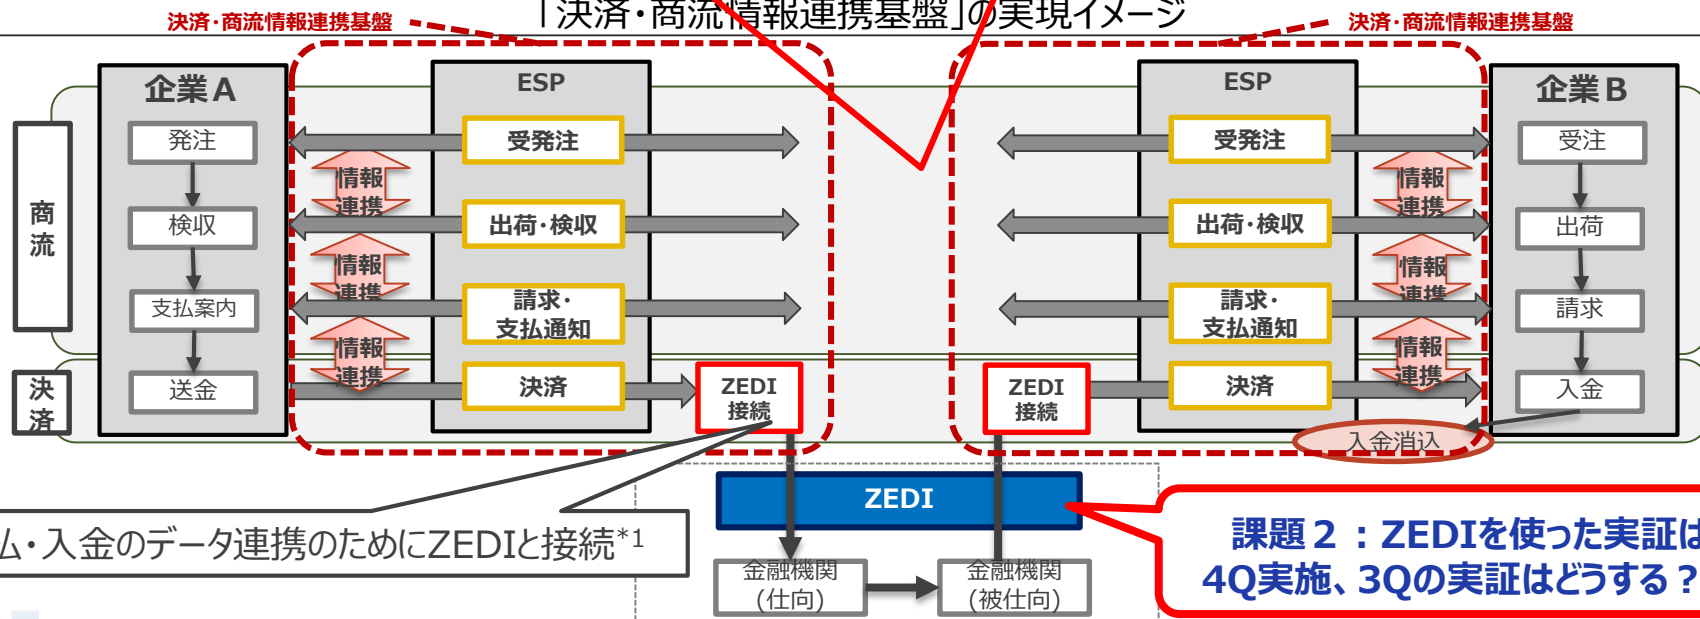 「決済・商流情報連携基盤」の実現イメージ
決済・商流情報連携基盤
決済・商流情報連携基盤
企業A
ESP
ESP
企業B
商流
発注
検収
支払案内
送金
決済
情報
連携
情報
連携
情報
連携
受発注
出荷・検収
請求・
支払通知
決済
ZEDI
接続
ZEDI
接続
受発注
出荷・検収
請求・
支払通知
決済
情報
連携
情報
連携
情報
連携
受注
出荷
請求
入金
入金消込
ZEDI
金融機関
(仕向)
金融機関
(被仕向)
・入金のデータ連携のためにZEDIと接続*1
課題2:ZEDIを使った実証は
4Q実施、3Qの実証はどうする?